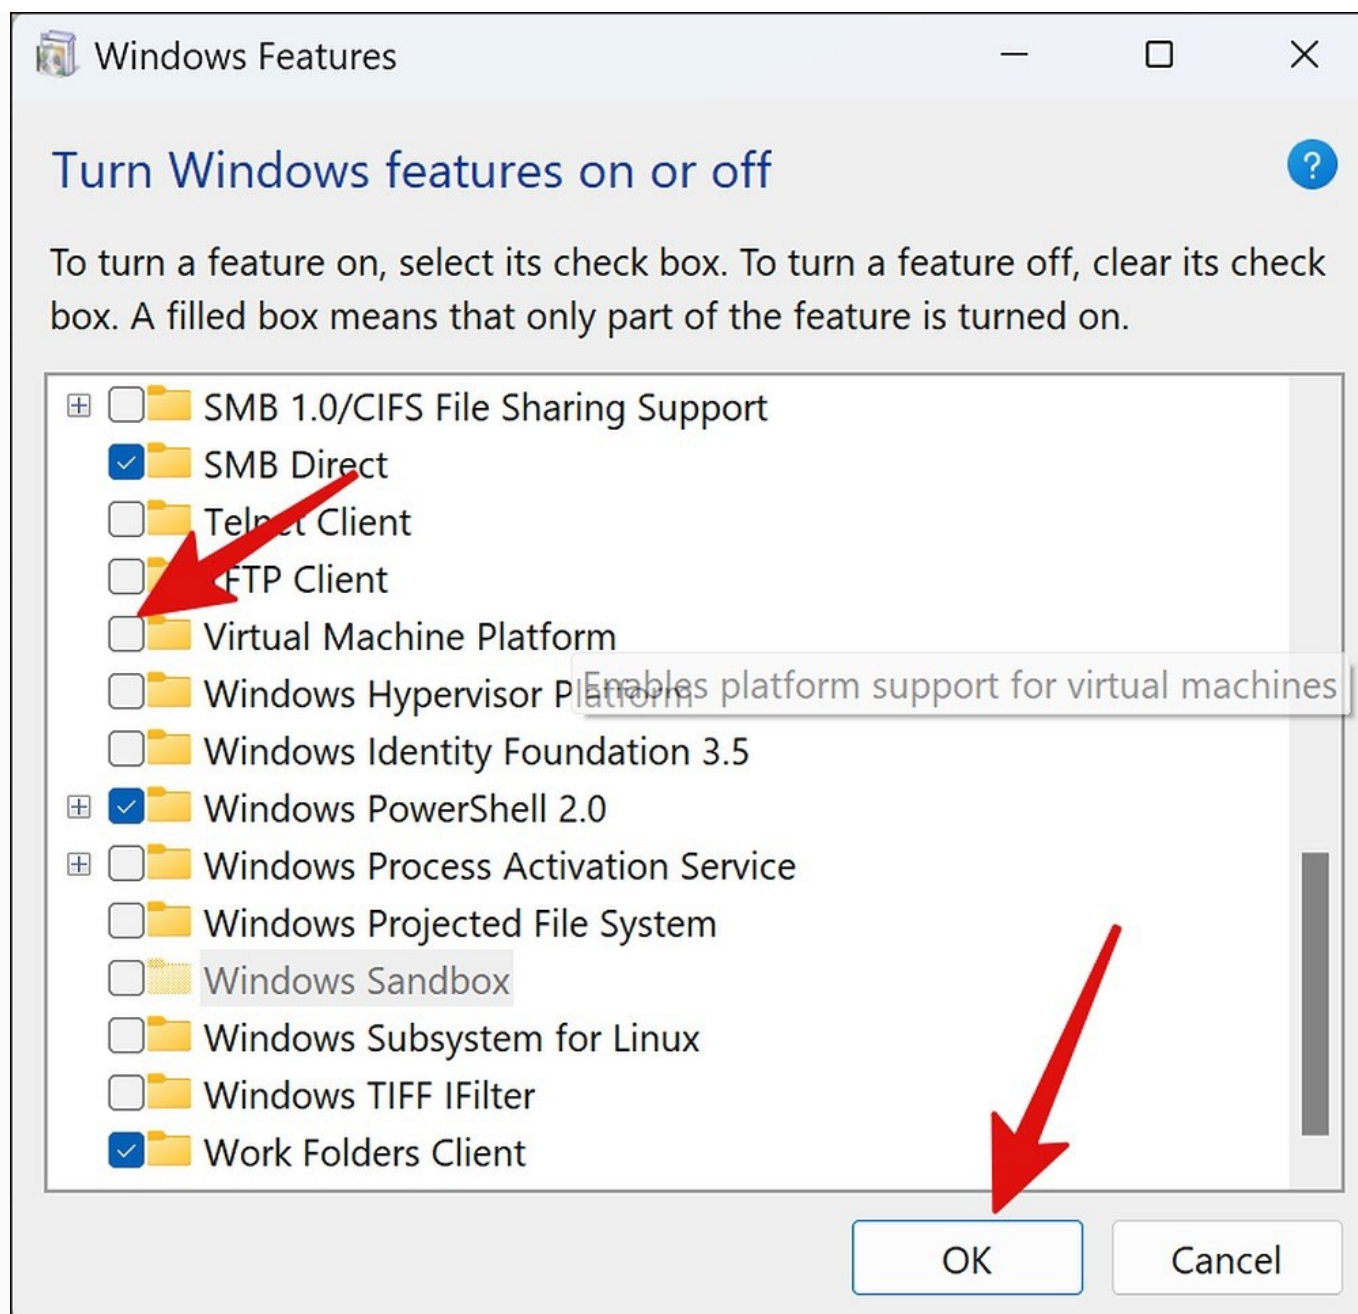 Windows Features
Turn Windows features on or off
?
To turn a feature on, select its check box. To turn a feature off, clear its check
box. A filled box means that only part of the feature is turned on.
SMB 1.0/CIFS File Sharing Support
SMB Direct
Telnet Client
TFTP Client
Virtual Machine Platform
Enables platform support for virtual machines
Windows Hypervisor Platform
Windows Identity Foundation 3.5
Windows PowerShell 2.0
Windows Process Activation Service
Windows Projected File System
Windows Sandbox
Windows Subsystem for Linux
Windows TIFF IFilter
Work Folders Client
OK
Cancel